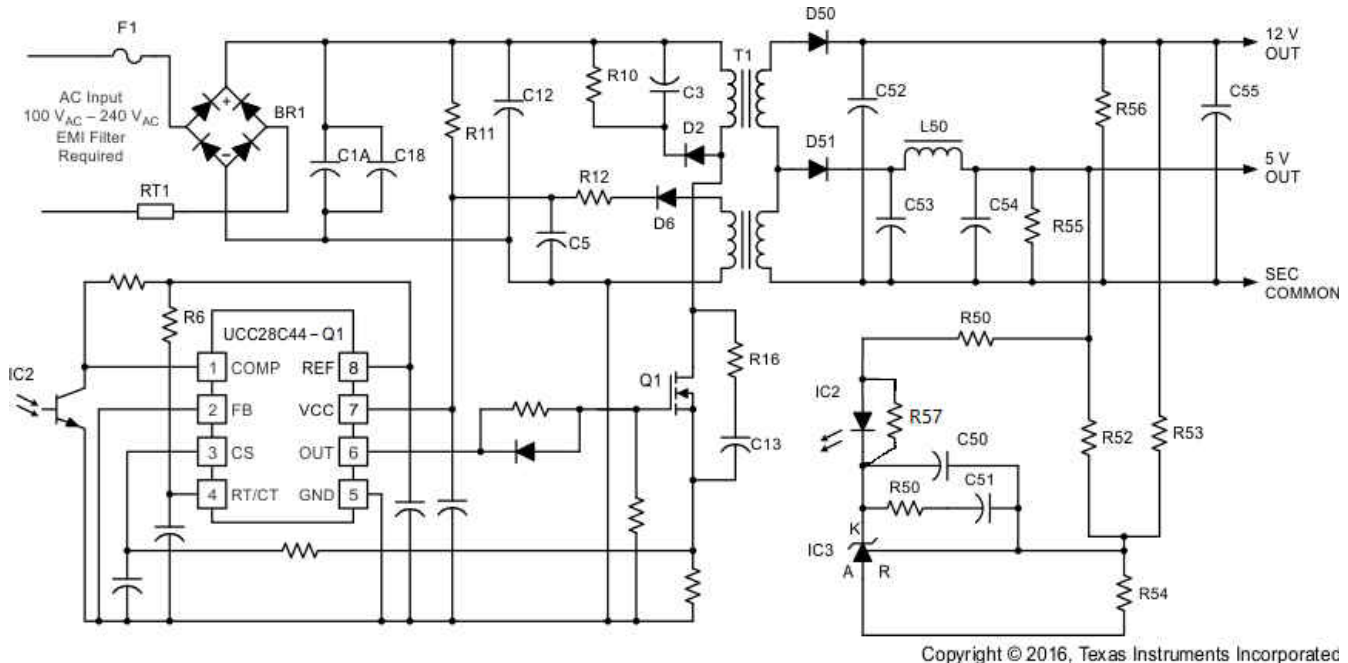 F1
AC Input
100 VAC – 240 VAC
EMI Filter
Required
BR1
+
–
RT1
C1A
C18
R11
C12
R10
C3
D2
R12
D6
C5
T1
D50
12 V
OUT
C52
R56
C55
D51
L50
5 V
OUT
C53
C54
R55
SEC
COMMON
R6
UCC28C44–Q1
IC2
1 COMP REF 8
2 FB VCC 7
3 CS OUT 6
4 RT/CT GND 5
Q1
R16
C13
R50
IC2
R57
C50
R52
R53
R50
C51
K
IC3
A R
R54
Copyright © 2016, Texas Instruments Incorporated